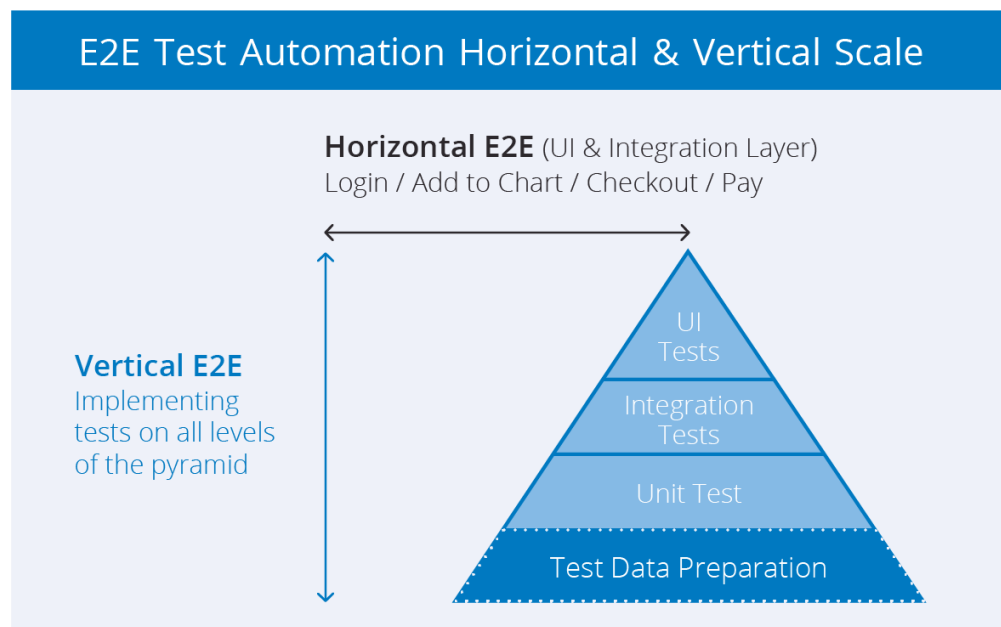 E2E Test Automation Horizontal & Vertical Scale
Horizontal E2E (UI & Integration Layer)
Login / Add to Chart / Checkout / Pay
Vertical E2E
Implementing
tests on all levels
of the pyramid
UI
Tests
Integration
Tests
Unit Test
Test Data Preparation